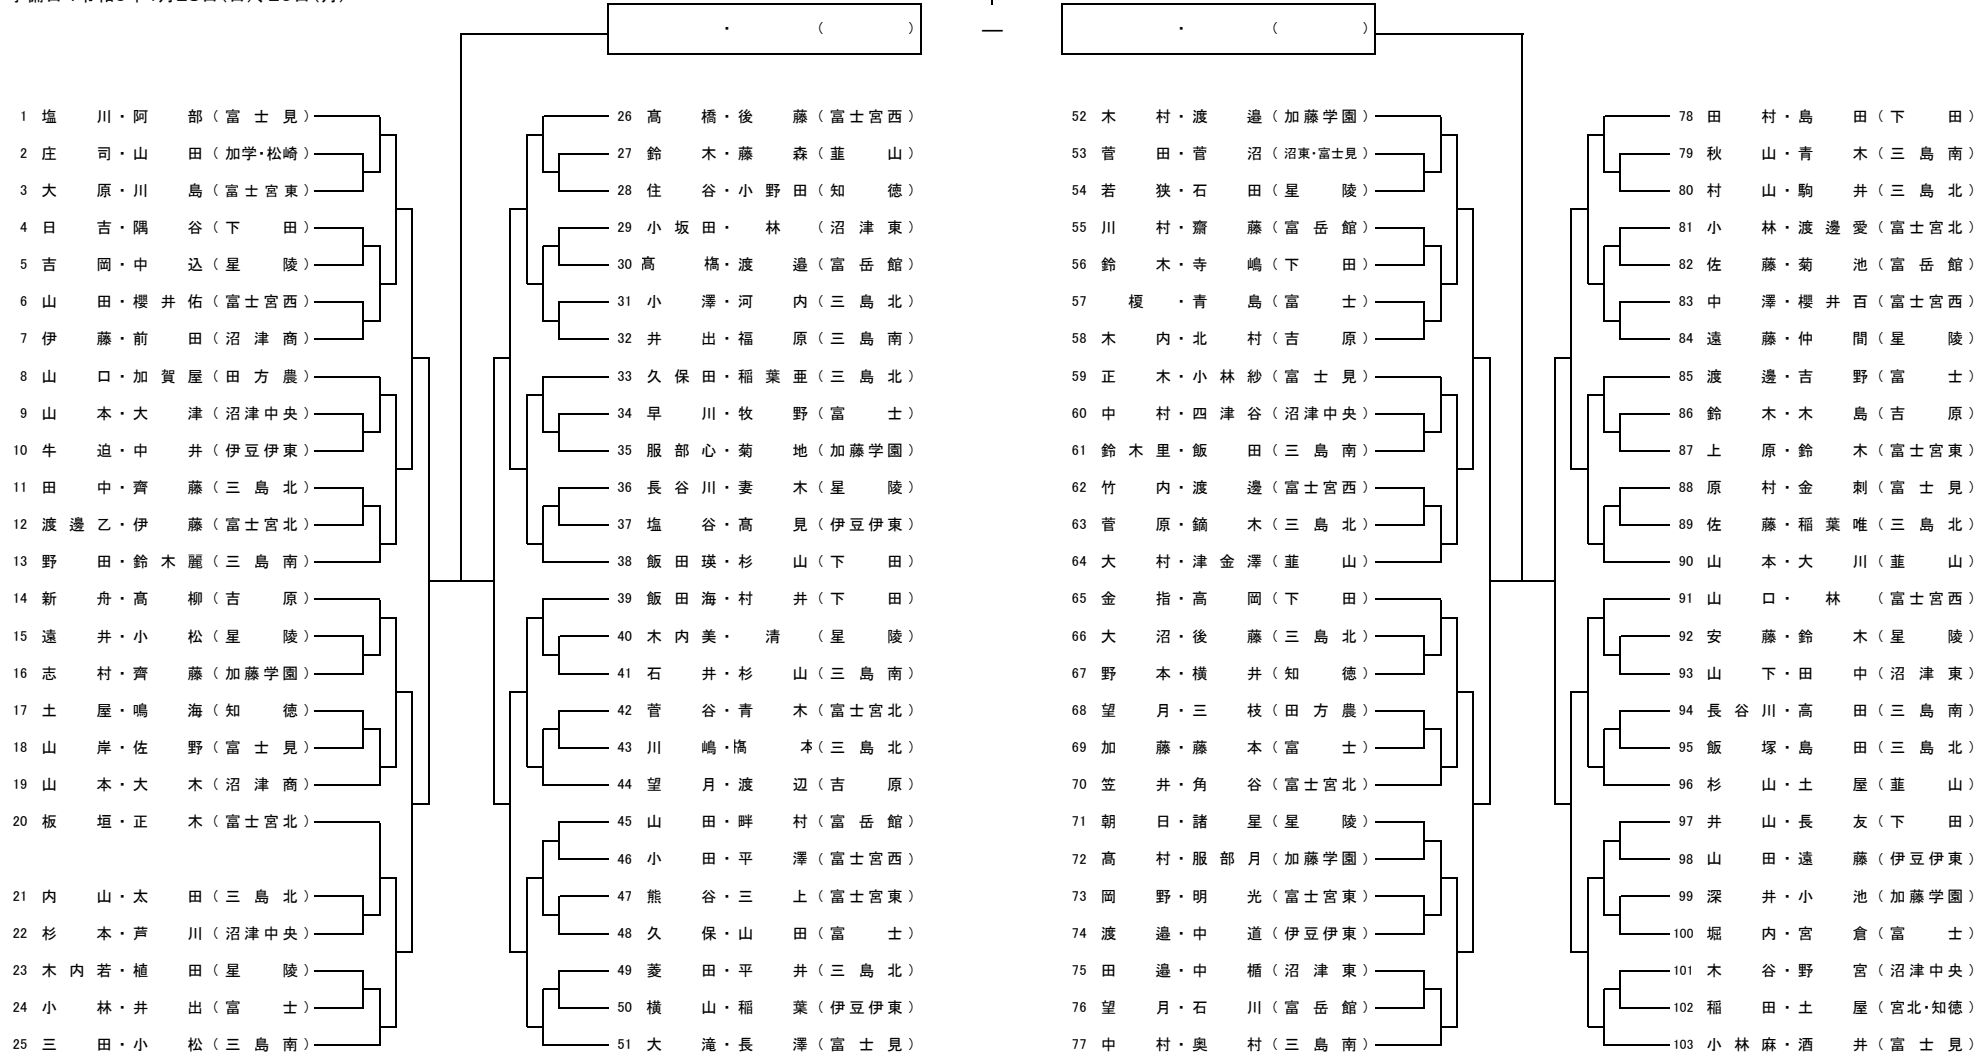 ・ （ ）
―
・ （ ）
1 塩 川・阿 部（富士見）
2 庄 司・山 田（加学・松崎）
3 大 原・川 島（富士宮東）
4 日 吉・隅 谷（下 田）
5 吉 岡・中 込（星 陵）
6 山 田・櫻井佑（富士宮西）
7 伊 藤・前 田（沼津商）
8 山 口・加賀屋（田方農）
9 山 本・大 津（沼津中央）
10 牛 迫・中 井（伊豆伊東）
11 田 中・齊 藤（三島北）
12 渡邊乙・伊 藤（富士宮北）
13 野 田・鈴木麗（三島南）
14 新 舟・髙 柳（吉 原）
15 遠 井・小 松（星 陵）
16 志 村・齊 藤（加藤学園）
17 土 屋・鳴 海（知 徳）
18 山 岸・佐 野（富士見）
19 山 本・大 木（沼津商）
20 板 垣・正 木（富士宮北）
21 内 山・太 田（三島北）
22 杉 本・芦 川（沼津中央）
23 木内若・植 田（星 陵）
24 小 林・井 出（富 士）
25 三 田・小 松（三島南）
26 髙 橋・後 藤（富士宮西）
27 鈴 木・藤 森（韮 山）
28 住 谷・小野田（知 徳）
29 小坂田・ 林 （沼津東）
30 髙 𣘺・渡 邉（富岳館）
31 小 澤・河 内（三島北）
32 井 出・福 原（三島南）
33 久保田・稲葉亜（三島北）
34 早 川・牧 野（富 士）
35 服部心・菊 地（加藤学園）
36 長谷川・妻 木（星 陵）
37 塩 谷・髙 見（伊豆伊東）
38 飯田瑛・杉 山（下 田）
39 飯田海・村 井（下 田）
40 木内美・ 清 （星 陵）
41 石 井・杉 山（三島南）
42 菅 谷・青 木（富士宮北）
43 川 嶋・𣘺 本（三島北）
44 望 月・渡 辺（吉 原）
45 山 田・畔 村（富岳館）
46 小 田・平 澤（富士宮西）
47 熊 谷・三 上（富士宮東）
48 久 保・山 田（富 士）
49 菱 田・平 井（三島北）
50 横 山・稲 葉（伊豆伊東）
51 大 滝・長 澤（富士見）
52 木 村・渡 邉（加藤学園）
53 菅 田・菅 沼（沼東・富士見）
54 若 狭・石 田（星 陵）
55 川 村・齋 藤（富岳館）
56 鈴 木・寺 嶋（下 田）
57 榎 ・青 島（富 士）
58 木 内・北 村（吉 原）
59 正 木・小林紗（富士見）
60 中 村・四津谷（沼津中央）
61 鈴木里・飯 田（三島南）
62 竹 内・渡 邊（富士宮西）
63 菅 原・鏑 木（三島北）
64 大 村・津金澤（韮 山）
65 金 指・高 岡（下 田）
66 大 沼・後 藤（三島北）
67 野 本・横 井（知 徳）
68 望 月・三 枝（田方農）
69 加 藤・藤 本（富 士）
70 笠 井・角 谷（富士宮北）
71 朝 日・諸 星（星 陵）
72 髙 村・服部月（加藤学園）
73 岡 野・明 光（富士宮東）
74 渡 邉・中 道（伊豆伊東）
75 田 邉・中 楯（沼津東）
76 望 月・石 川（富岳館）
77 中 村・奥 村（三島南）
78 田 村・島 田（下 田）
79 秋 山・青 木（三島南）
80 村 山・駒 井（三島北）
81 小 林・渡邊愛（富士宮北）
82 佐 藤・菊 池（富岳館）
83 中 澤・櫻井百（富士宮西）
84 遠 藤・仲 間（星 陵）
85 渡 邊・吉 野（富 士）
86 鈴 木・木 島（吉 原）
87 上 原・鈴 木（富士宮東）
88 原 村・金 刺（富士見）
89 佐 藤・稲葉唯（三島北）
90 山 本・大 川（韮 山）
91 山 口・ 林 （富士宮西）
92 安 藤・鈴 木（星 陵）
93 山 下・田 中（沼津東）
94 長谷川・高 田（三島南）
95 飯 塚・島 田（三島北）
96 杉 山・土 屋（韮 山）
97 井 山・長 友（下 田）
98 山 田・遠 藤（伊豆伊東）
99 深 井・小 池（加藤学園）
100 堀 内・宮 倉（富 士）
101 木 谷・野 宮（沼津中央）
102 稲 田・土 屋（宮北・知徳）
103 小林麻・酒 井（富士見）